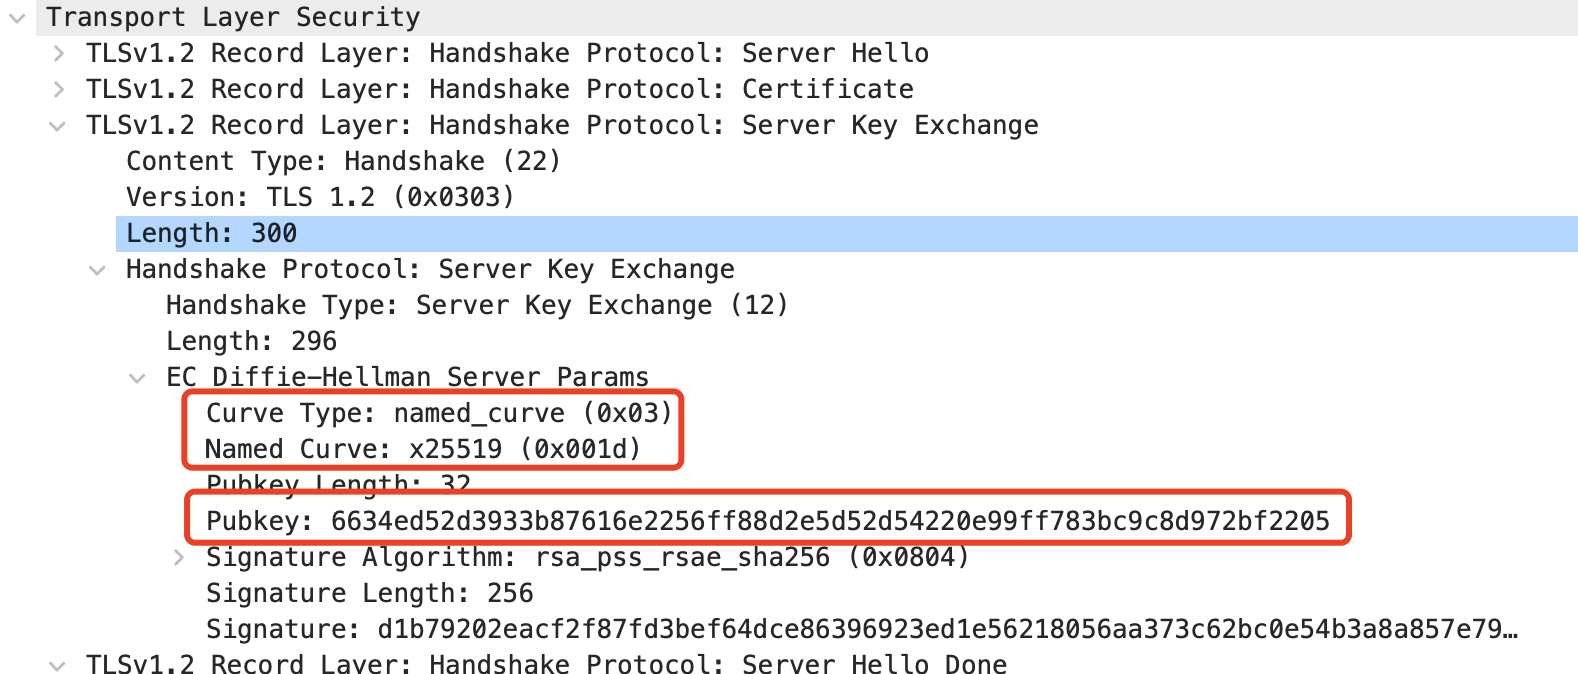 Transport Layer Security
TLSv1.2 Record Layer: Handshake Protocol: Server Hello
TLSv1.2 Record Layer: Handshake Protocol: Certificate
TLSv1.2 Record Layer: Handshake Protocol: Server Key Exchange
Content Type: Handshake (22)
Version: TLS 1.2 (0x0303)
Length: 300
Handshake Protocol: Server Key Exchange
Handshake Type: Server Key Exchange (12)
Length: 296
EC Diffie-Hellman Server Params
Curve Type: named_curve (0x03)
Named Curve: x25519 (0x001d)
Pubkey Length: 32
Pubkey: 6634ed52d3933b87616e2256ff88d2e5d52d54220e99ff783bc9c8d972bf2205
Signature Algorithm: rsa_pss_rsae_sha256 (0x0804)
Signature Length: 256
Signature: d1b79202eacf2f87fd3bef64dce86396923ed1e56218056aa373c62bc0e54b3a8a857e79…
TLSv1.2 Record Layer: Handshake Protocol: Server Hello Done